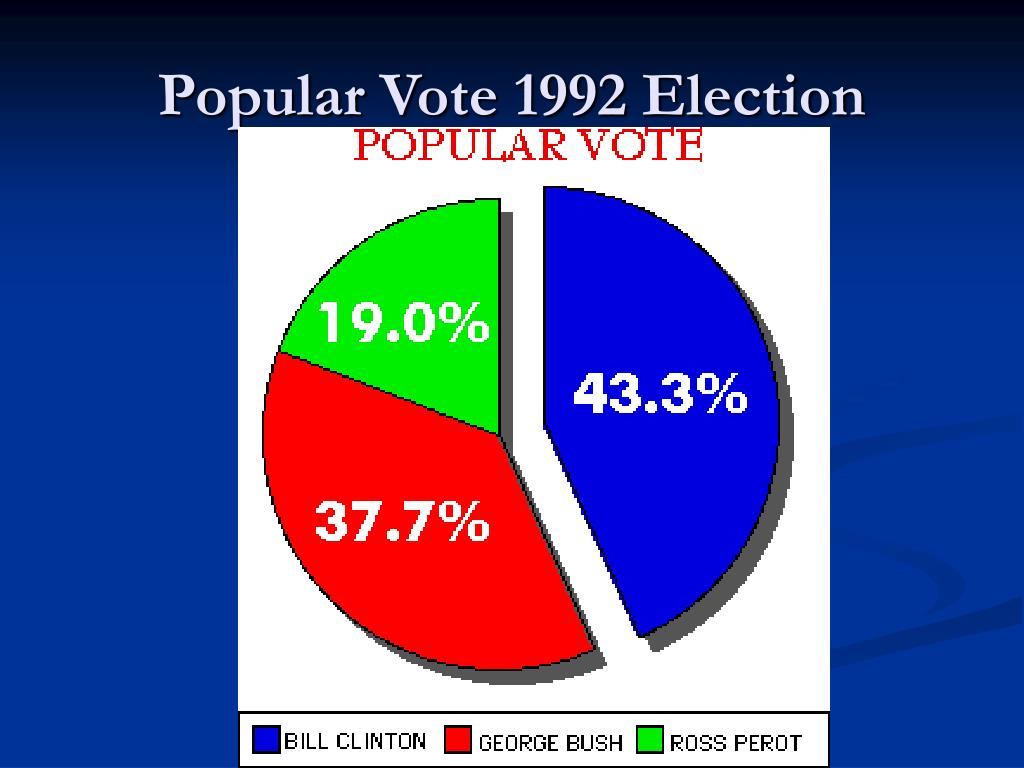 Popular Vote 1992 Election
POPULAR VOTE
19.0%
43.3%
37.7%
BILL CLINTON GEORGE BUSH ROSS PEROT